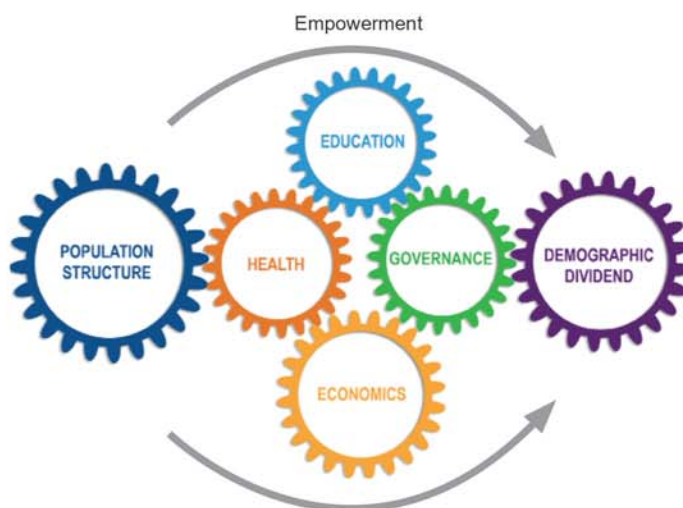 Empowerment
EDUCATION
POPULATION
STRUCTURE
HEALTH
GOVERNANCE
DEMOGRAPHIC
DIVIDEND
ECONOMICS